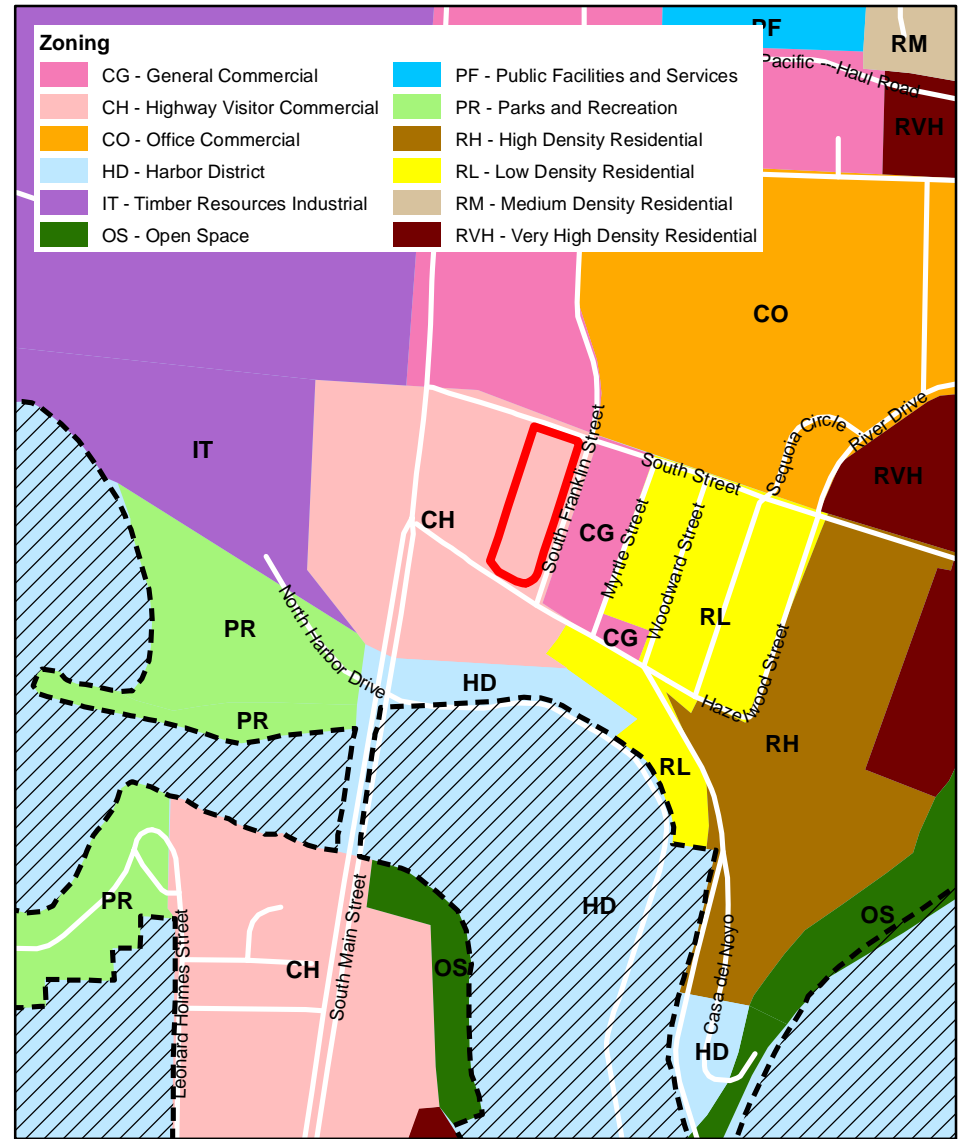 Zoning
CG - General Commercial
CH - Highway Visitor Commercial
CO - Office Commercial
HD - Harbor District
IT - Timber Resources Industrial
OS - Open Space
PF - Public Facilities and Services
PR - Parks and Recreation
RH - High Density Residential
RL - Low Density Residential
RM - Medium Density Residential
RVH - Very High Density Residential
PF
RM
Pacific ---Haul Road
RVH
CO
Sequoia Circle
River Drive
South Franklin Street
IT
South Street
RVH
CH
CG
Myrtle Street
Woodward Street
PR
North Harbor Drive
CG
RL
Hazelwood Street
HD
PR
RH
RL
PR
HD
OS
Leonard Holmes Street
CH
South Main Street
OS
Casa del Noyo
HD